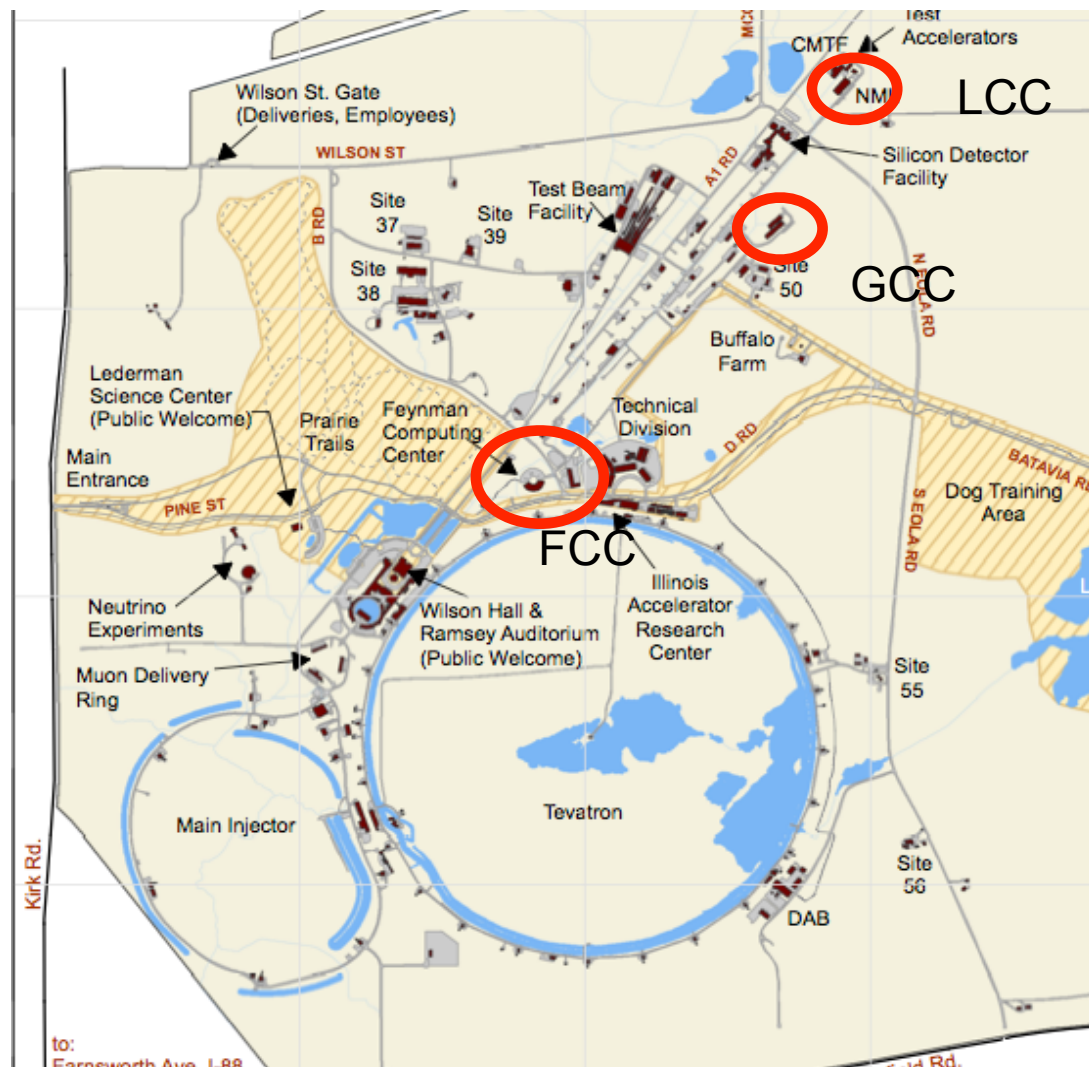 Test
Accelerators
CMTF
NML
LCC
Wilson St. Gate
(Deliveries, Employees)
WILSON ST
A1 RD
Silicon Detector
Facility
Test Beam
Facility
Site
37
Site
39
Site
38
B RD
Site
50
GCC
N EOLA RD
Buffalo
Farm
Lederman
Science Center
(Public Welcome)
Prairie
Trails
Feynman
Computing
Center
Technical
Division
D RD
Main
Entrance
PINE ST
BATAVIA RD
Dog Training
Area
S EOLA RD
FCC
Neutrino
Experiments
Wilson Hall &
Ramsey Auditorium
(Public Welcome)
Illinois
Accelerator
Research
Center
Muon Delivery
Ring
Site
55
Main Injector
Tevatron
Site
56
DAB
Kirk Rd.
to:
Farnsworth Ave, I-88
Rd.